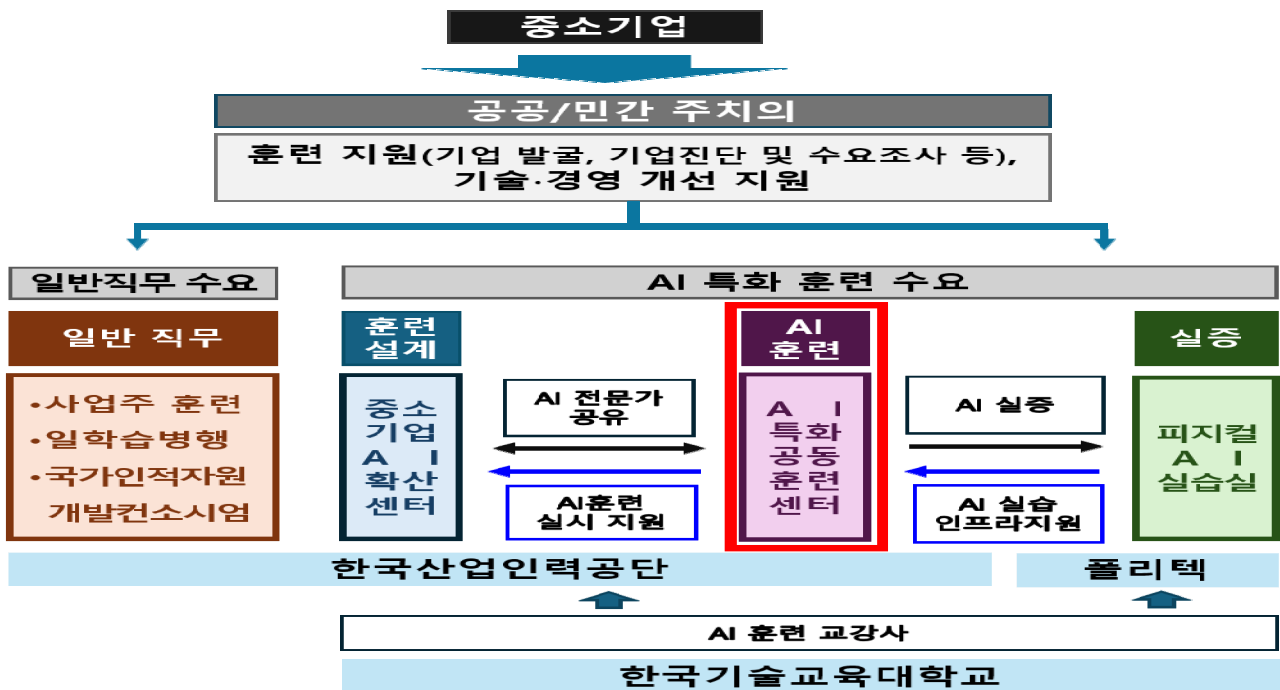 중소기업
공공/민간 주치의
훈련 지원(기업 발굴, 기업진단 및 수요조사 등),
기술·경영 개선 지원
일반직무 수요
AI 특화 훈련 수요
일반 직무
•사업주 훈련
•일학습병행
•국가인적자원
개발컨소시엄
훈련
설계
중소
기업
A I
확산
센터
AI 전문가
공유
AI훈련
실시 지원
AI
훈련
A I
특화
공동
훈련
센터
AI 실증
AI 실습
인프라지원
실증
피지컬
A I
실습실
한국산업인력공단
폴리텍
AI 훈련 교강사
한국기술교육대학교